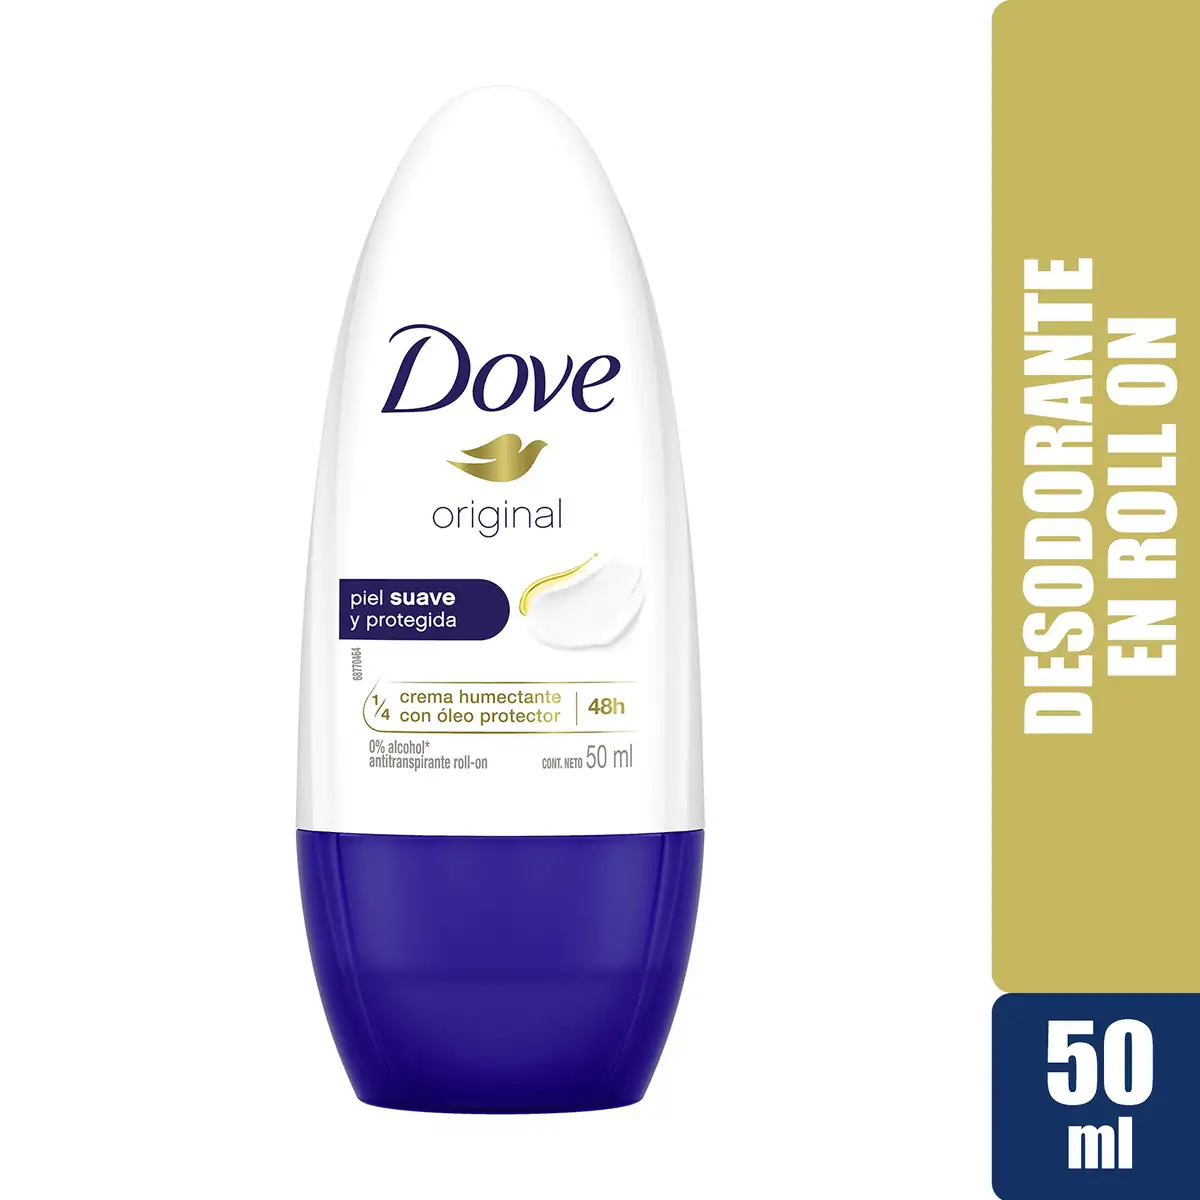 Dove
original
piel suave
y protegida
68770464
1/4
crema humectante
con óleo protector
48h
0% alcohol*
antitranspirante roll-on
CONT. NETO 50 ml
DESODORANTE
EN ROLL ON
50
ml